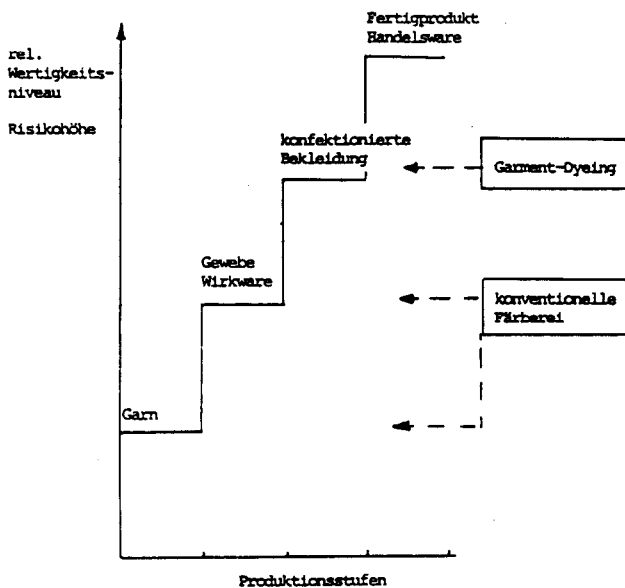 Fertigprodukt
Handelsware
rel.
Wertigkeits-
niveau
Risikohöhe
konfektionierte
Bekleidung
Garment-Dyeing
Gewebe
Wirkware
konventionelle
Färberei
Garn
Produktionsstufen